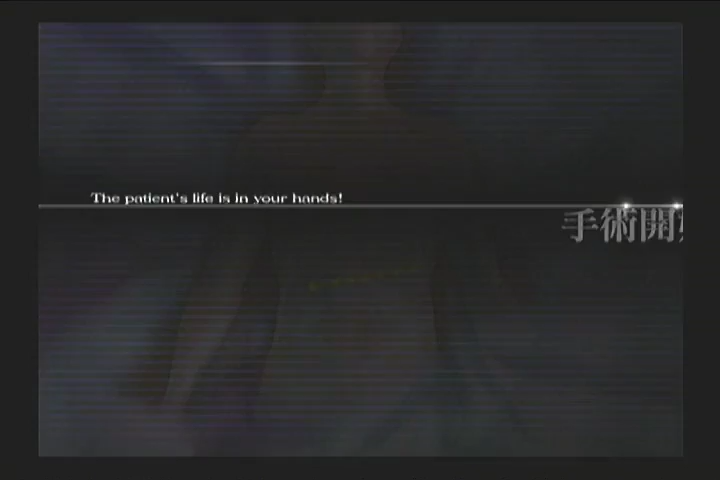 The patient's life is in your hands!
手術開